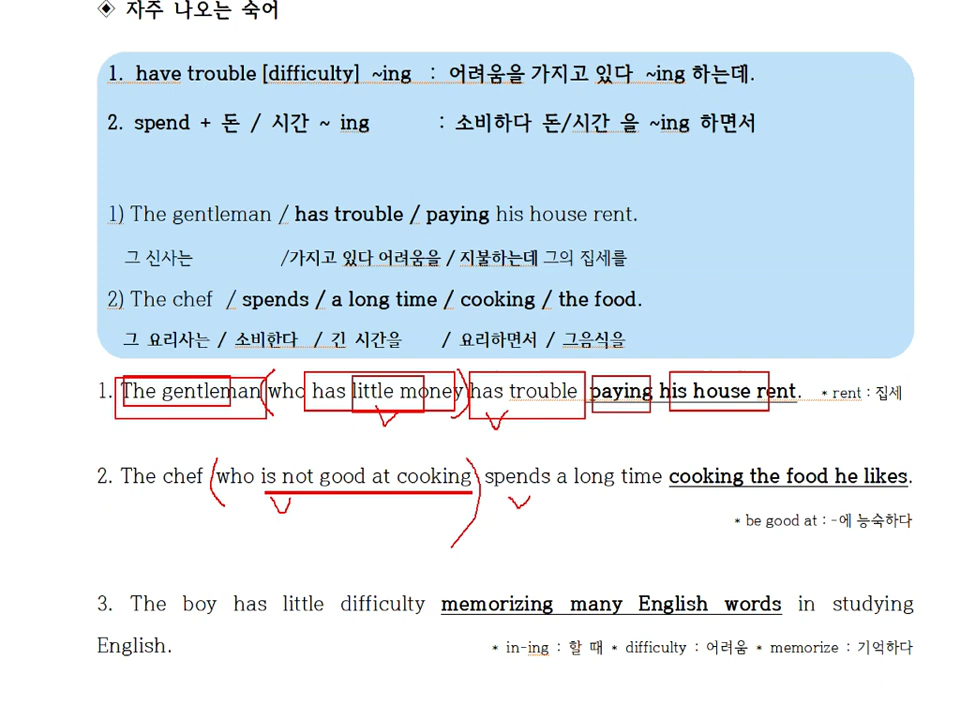 ◈ 자주 나오는 숙어
1. have trouble [difficulty] ~ing : 어려움을 가지고 있다 ~ing 하는데.
2. spend + 돈 / 시간 ~ ing : 소비하다 돈/시간 을 ~ing 하면서
1) The gentleman / has trouble / paying his house rent.
그 신사는 /가지고 있다 어려움을 / 지불하는데 그의 집세를
2) The chef / spends / a long time / cooking / the food.
그 요리사는 / 소비한다 / 긴 시간을 / 요리하면서 / 그음식을
1. The gentleman who has little money has trouble paying his house rent. * rent : 집세
2. The chef who is not good at cooking spends a long time cooking the food he likes.
* be good at : -에 능숙하다
3. The boy has little difficulty memorizing many English words in studying
English. * in-ing : 할 때 * difficulty : 어려움 * memorize : 기억하다